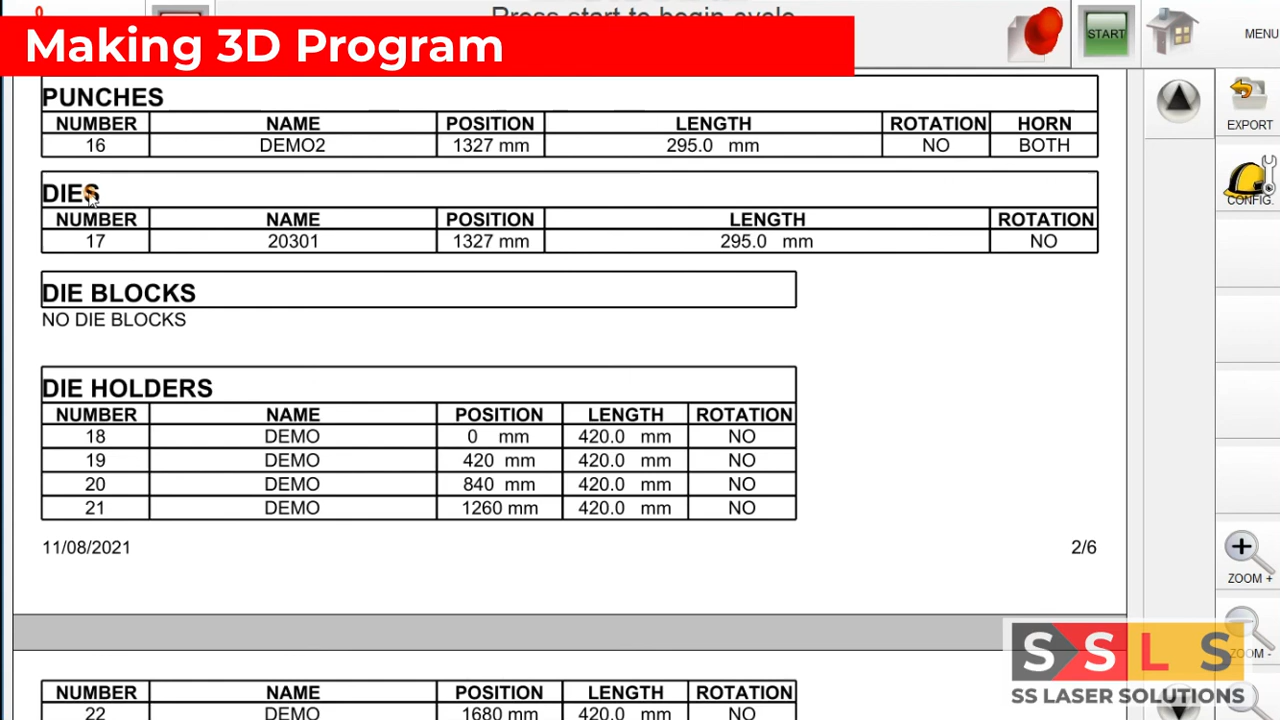 Press start to begin cycle
Making 3D Program
START
MENU
PUNCHES
NUMBER NAME POSITION LENGTH ROTATION HORN
16 DEMO2 1327 mm 295.0 mm NO BOTH
EXPORT
DIES
CONFIG.
NUMBER NAME POSITION LENGTH ROTATION
17 20301 1327 mm 295.0 mm NO
DIE BLOCKS
NO DIE BLOCKS
DIE HOLDERS
NUMBER NAME POSITION LENGTH ROTATION
18 DEMO 0 mm 420.0 mm NO
19 DEMO 420 mm 420.0 mm NO
20 DEMO 840 mm 420.0 mm NO
21 DEMO 1260 mm 420.0 mm NO
11/08/2021 2/6
ZOOM +
ZOOM -
SSLS
SS LASER SOLUTIONS
NUMBER NAME POSITION LENGTH ROTATION
22 DEMO 1680 mm 420.0 mm NO